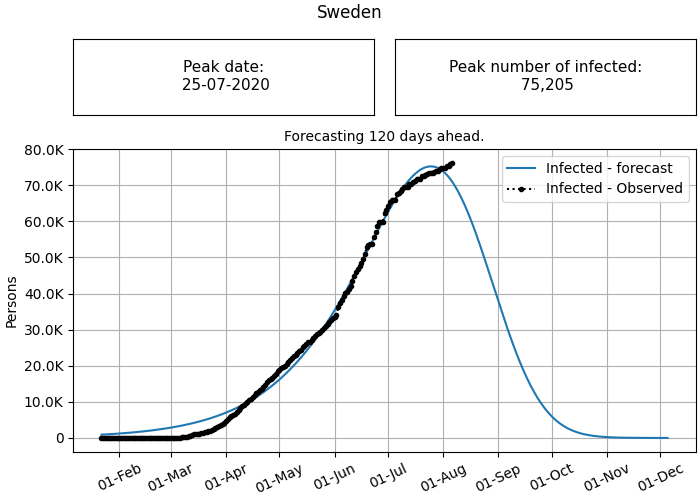 Sweden
Peak date:
25-07-2020
Peak number of infected:
75,205
Forecasting 120 days ahead.
80.0K
70.0K
60.0K
50.0K
40.0K
30.0K
20.0K
10.0K
0
Persons
Infected - forecast
Infected - Observed
01-Feb
01-Mar
01-Apr
01-May
01-Jun
01-Jul
01-Aug
01-Sep
01-Oct
01-Nov
01-Dec